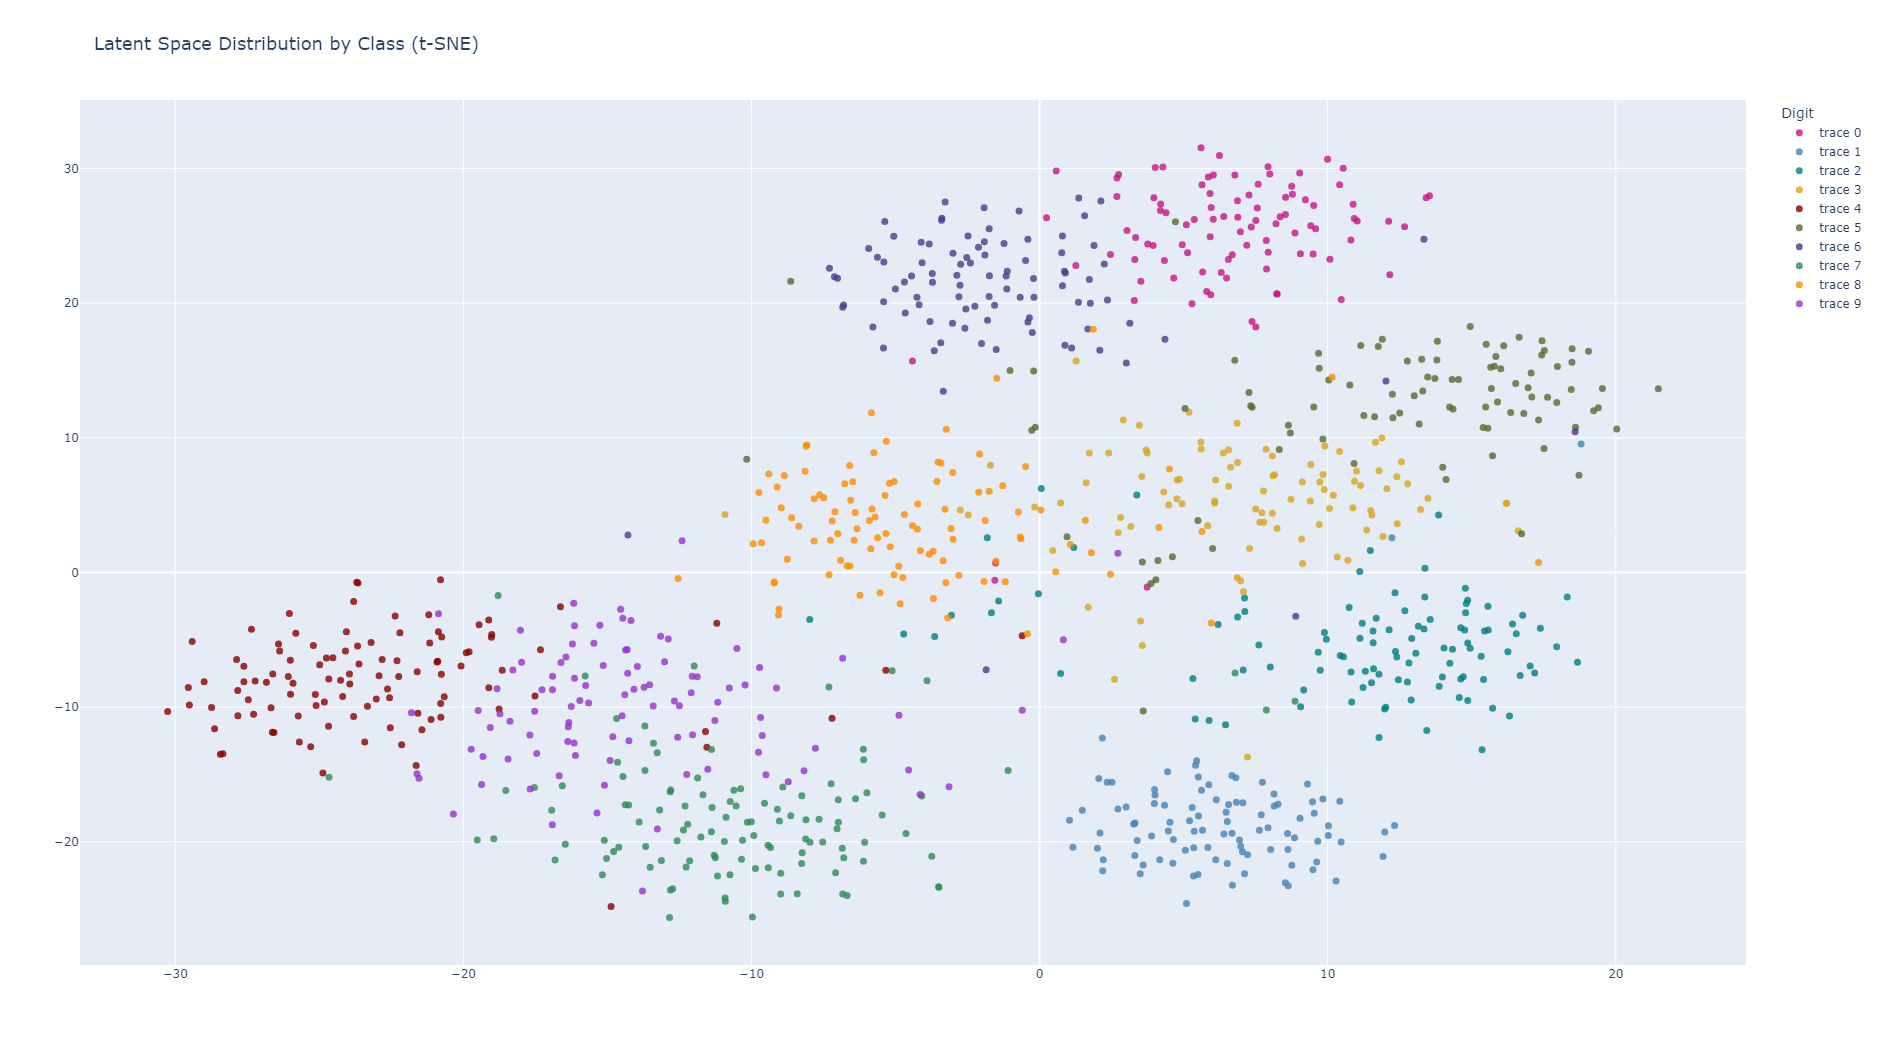 Latent Space Distribution by Class (t-SNE)
Digit
trace 0
trace 1
trace 2
trace 3
trace 4
trace 5
trace 6
trace 7
trace 8
trace 9
30
20
10
0
−10
−20
−30
−20
−10
0
10
20